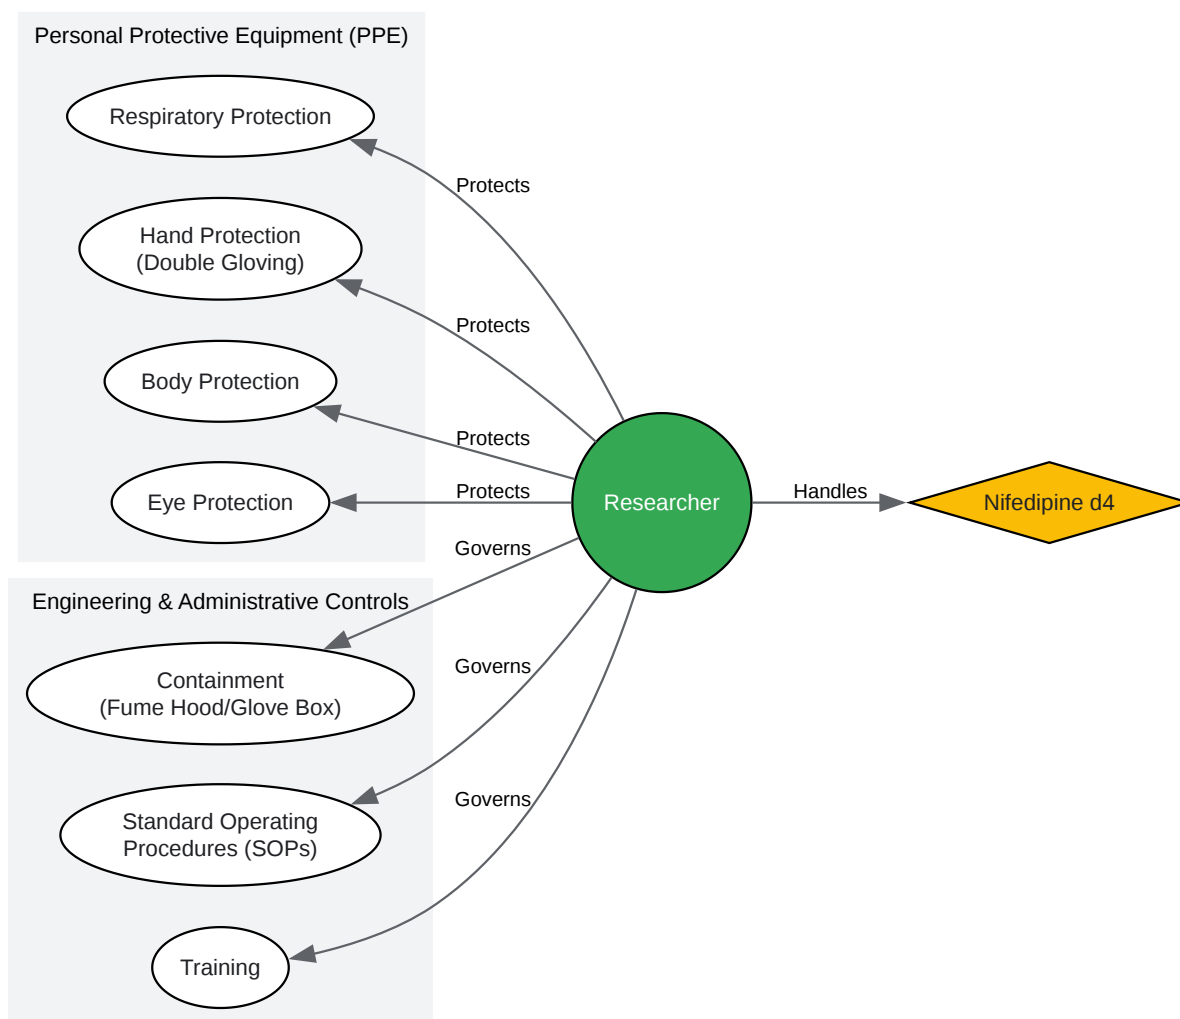 Personal Protective Equipment (PPE)
Respiratory Protection
Protects
Hand Protection
(Double Gloving)
Protects
Body Protection
Protects
Eye Protection
Protects
Researcher
Handles
Nifedipine d4
Governs
Engineering & Administrative Controls
Containment
(Fume Hood/Glove Box)
Governs
Standard Operating
Procedures (SOPs)
Governs
Training